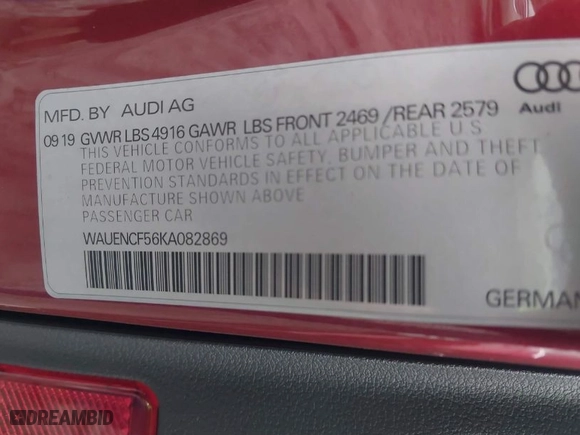 MFD. BY AUDI AG
09 19 GVWR LBS 4916 GAWR LBS FRONT 2469 /REAR 2579
THIS VEHICLE CONFORMS TO ALL APPLICABLE U S
FEDERAL MOTOR VEHICLE SAFETY, BUMPER AND THEFT
PREVENTION STANDARDS IN EFFECT ON THE DATE OF
MANUFACTURE SHOWN ABOVE
PASSENGER CAR
WAUENCF56KA082869
Audi
GERMAN
DREAMBID